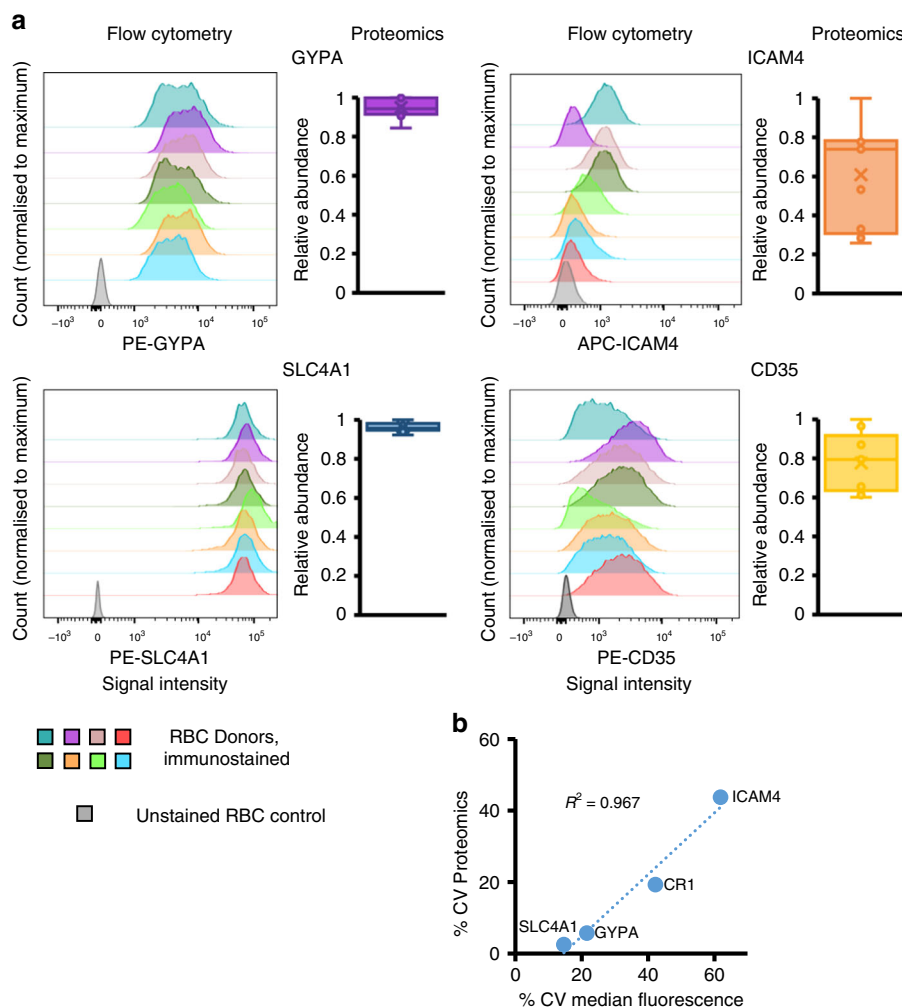 a
Flow cytometry
Proteomics
Flow cytometry
Proteomics
GYPA
ICAM4
Count (normalised to maximum)
–10³ 0 10³ 10⁴ 10⁵
PE-GYPA
Relative abundance
1
0.8
0.6
0.4
0.2
0
Count (normalised to maximum)
–10³ 0 10³ 10⁴ 10⁵
APC-ICAM4
Relative abundance
1
0.8
0.6
0.4
0.2
0
SLC4A1
CD35
Count (normalised to maximum)
–10³ 0 10³ 10⁴ 10⁵
PE-SLC4A1
Signal intensity
Relative abundance
1
0.8
0.6
0.4
0.2
0
Count (normalised to maximum)
–10³ 0 10³ 10⁴ 10⁵
PE-CD35
Signal intensity
Relative abundance
1
0.8
0.6
0.4
0.2
0
RBC Donors,
immunostained
Unstained RBC control
b
% CV Proteomics
60
40
20
0
R² = 0.967
ICAM4
CR1
SLC4A1
GYPA
0 20 40 60
% CV median fluorescence